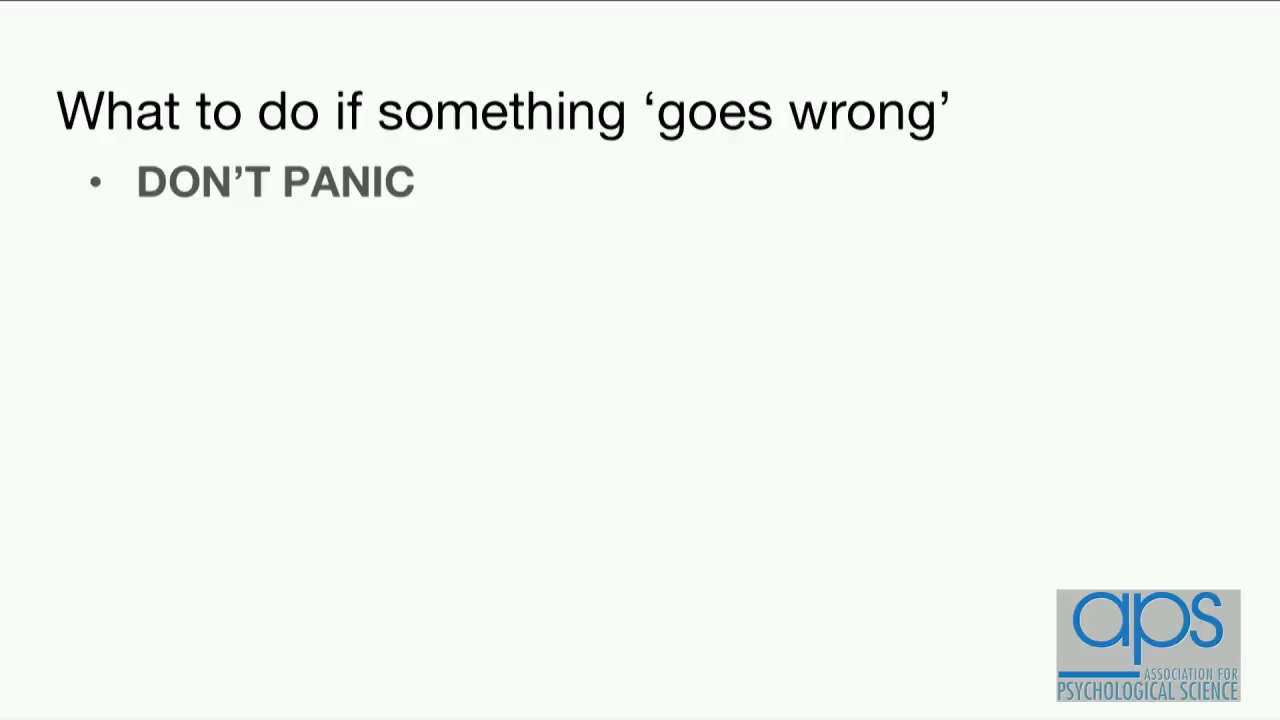 What to do if something ‘goes wrong’
• DON’T PANIC
aps
ASSOCIATION FOR
PSYCHOLOGICAL SCIENCE